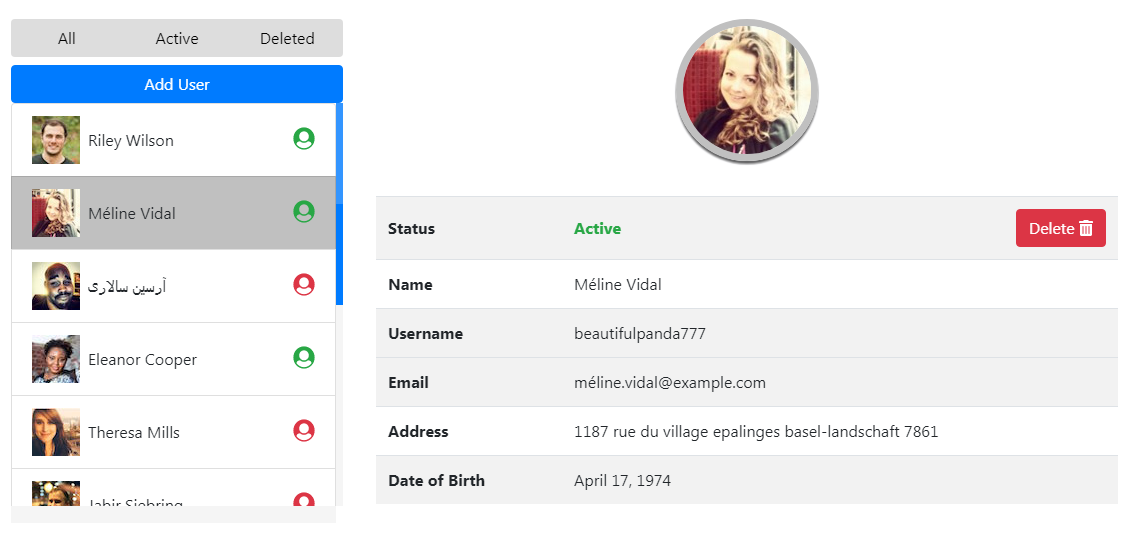 All Active Deleted
Add User
Riley Wilson
Méline Vidal
آرسین سالاری
Eleanor Cooper
Theresa Mills
Jabir Siebring
Status Active Delete
Name Méline Vidal
Username beautifulpanda777
Email méline.vidal@example.com
Address 1187 rue du village epalinges basel-landschaft 7861
Date of Birth April 17, 1974